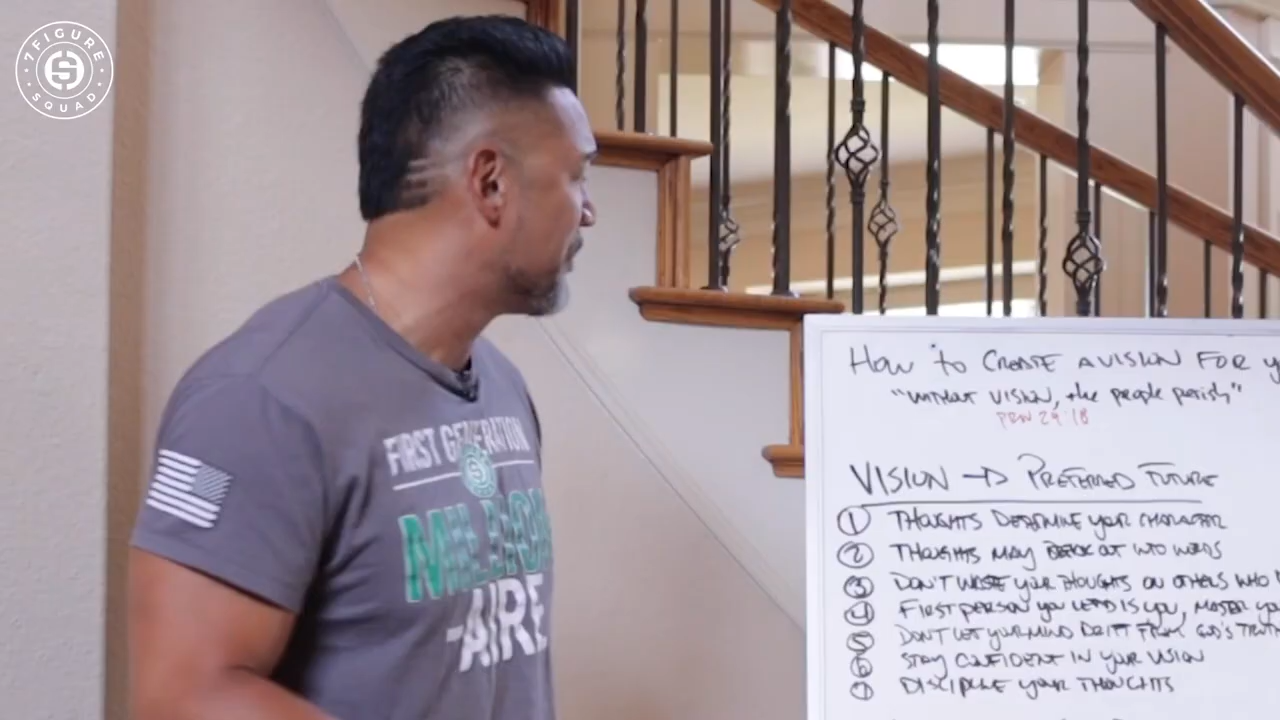 7 FIGURE
SQUAD
FIRST GENERATION
MILLION
-AIRE
HOW TO CREATE A VISION FOR
"WITHOUT VISION, the people perish"
PROV 29:18
VISION → PREFERRED FUTURE
① THOUGHTS DETERMINE YOUR CHARACTER
② THOUGHTS MAY OUT INTO WORDS
③ DON'T WASTE YOUR THOUGHTS ON OTHERS WHO
④ FIRST PERSON YOU LEAD IS YOU, MASTER
⑤ DON'T LET YOUR MIND DRIFT FROM GOD'S TRUTH
⑥ STAY CONFIDENT IN YOUR VISION
⑦ DISCIPLINE YOUR THOUGHTS